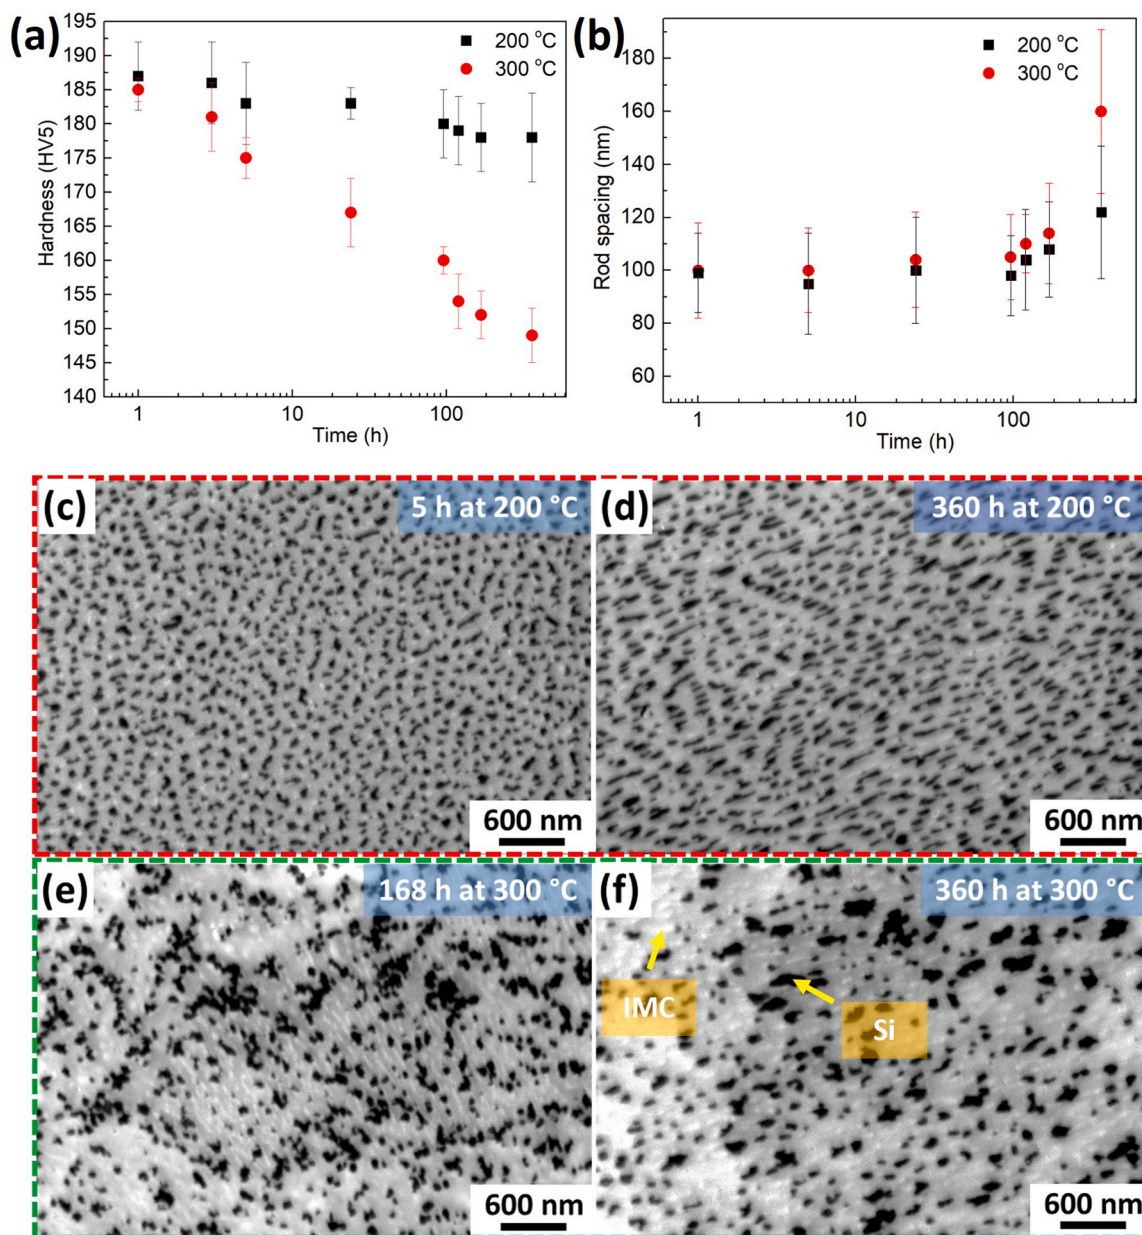 (a)
195
190
185
180
175
170
165
160
155
150
145
140
Hardness (HV5)
200 °C
300 °C
1
10
100
Time (h)
(b)
180
160
140
120
100
80
60
Rod spacing (nm)
200 °C
300 °C
1
10
100
Time (h)
(c)
5 h at 200 °C
600 nm
(d)
360 h at 200 °C
600 nm
(e)
168 h at 300 °C
600 nm
(f)
360 h at 300 °C
IMC
Si
600 nm